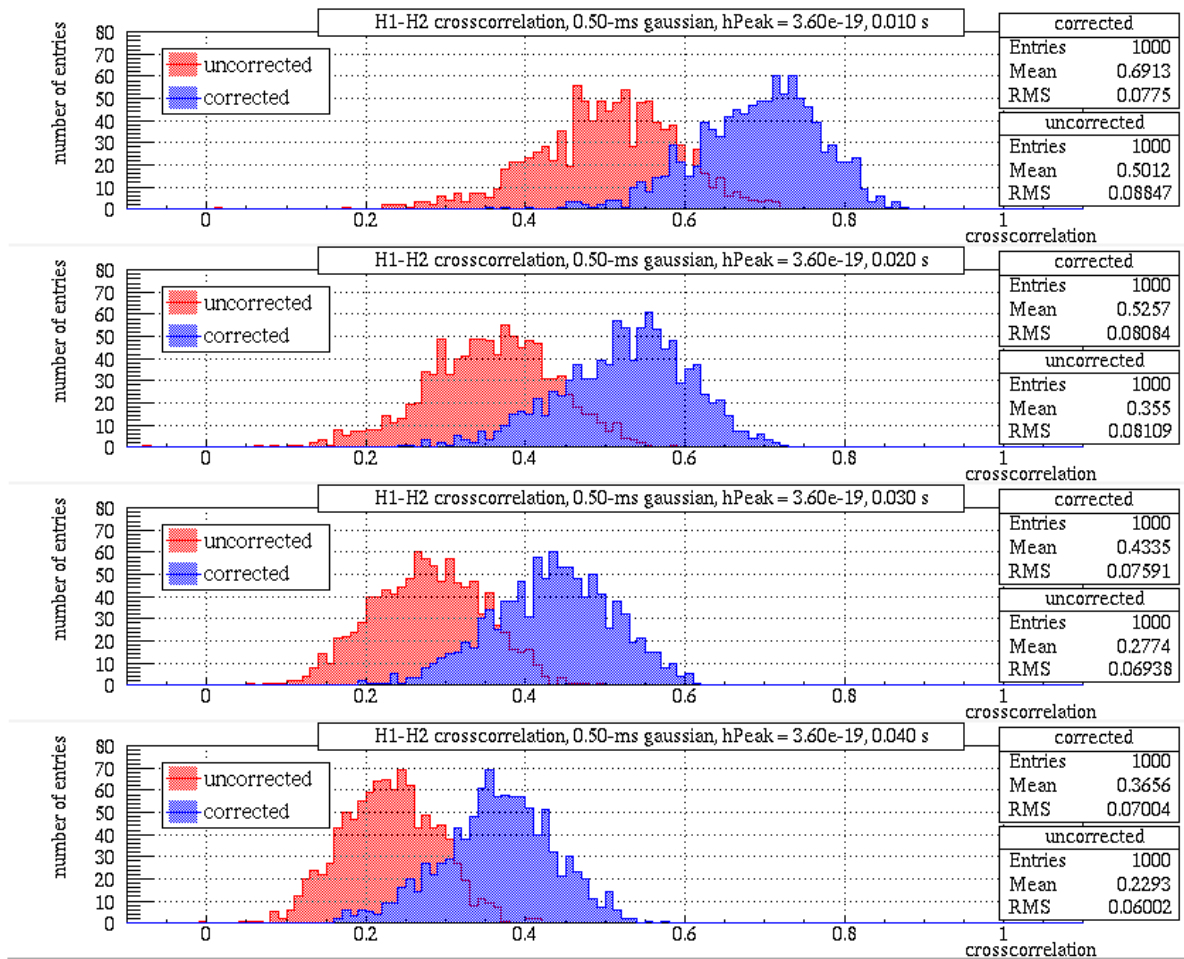 H1-H2 crosscorrelation, 0.50-ms gaussian, hPeak = 3.60e-19, 0.010 s
number of entries
80
70
60
50
40
30
20
10
0
uncorrected
corrected
0 0.2 0.4 0.6 0.8 1
crosscorrelation
corrected
Entries 1000
Mean 0.6913
RMS 0.0775
uncorrected
Entries 1000
Mean 0.5012
RMS 0.08847
H1-H2 crosscorrelation, 0.50-ms gaussian, hPeak = 3.60e-19, 0.020 s
number of entries
80
70
60
50
40
30
20
10
0
uncorrected
corrected
0 0.2 0.4 0.6 0.8 1
crosscorrelation
corrected
Entries 1000
Mean 0.5257
RMS 0.08084
uncorrected
Entries 1000
Mean 0.355
RMS 0.08109
H1-H2 crosscorrelation, 0.50-ms gaussian, hPeak = 3.60e-19, 0.030 s
number of entries
80
70
60
50
40
30
20
10
0
uncorrected
corrected
0 0.2 0.4 0.6 0.8 1
crosscorrelation
corrected
Entries 1000
Mean 0.4335
RMS 0.07591
uncorrected
Entries 1000
Mean 0.2774
RMS 0.06938
H1-H2 crosscorrelation, 0.50-ms gaussian, hPeak = 3.60e-19, 0.040 s
number of entries
80
70
60
50
40
30
20
10
0
uncorrected
corrected
0 0.2 0.4 0.6 0.8 1
crosscorrelation
corrected
Entries 1000
Mean 0.3656
RMS 0.07004
uncorrected
Entries 1000
Mean 0.2293
RMS 0.06002